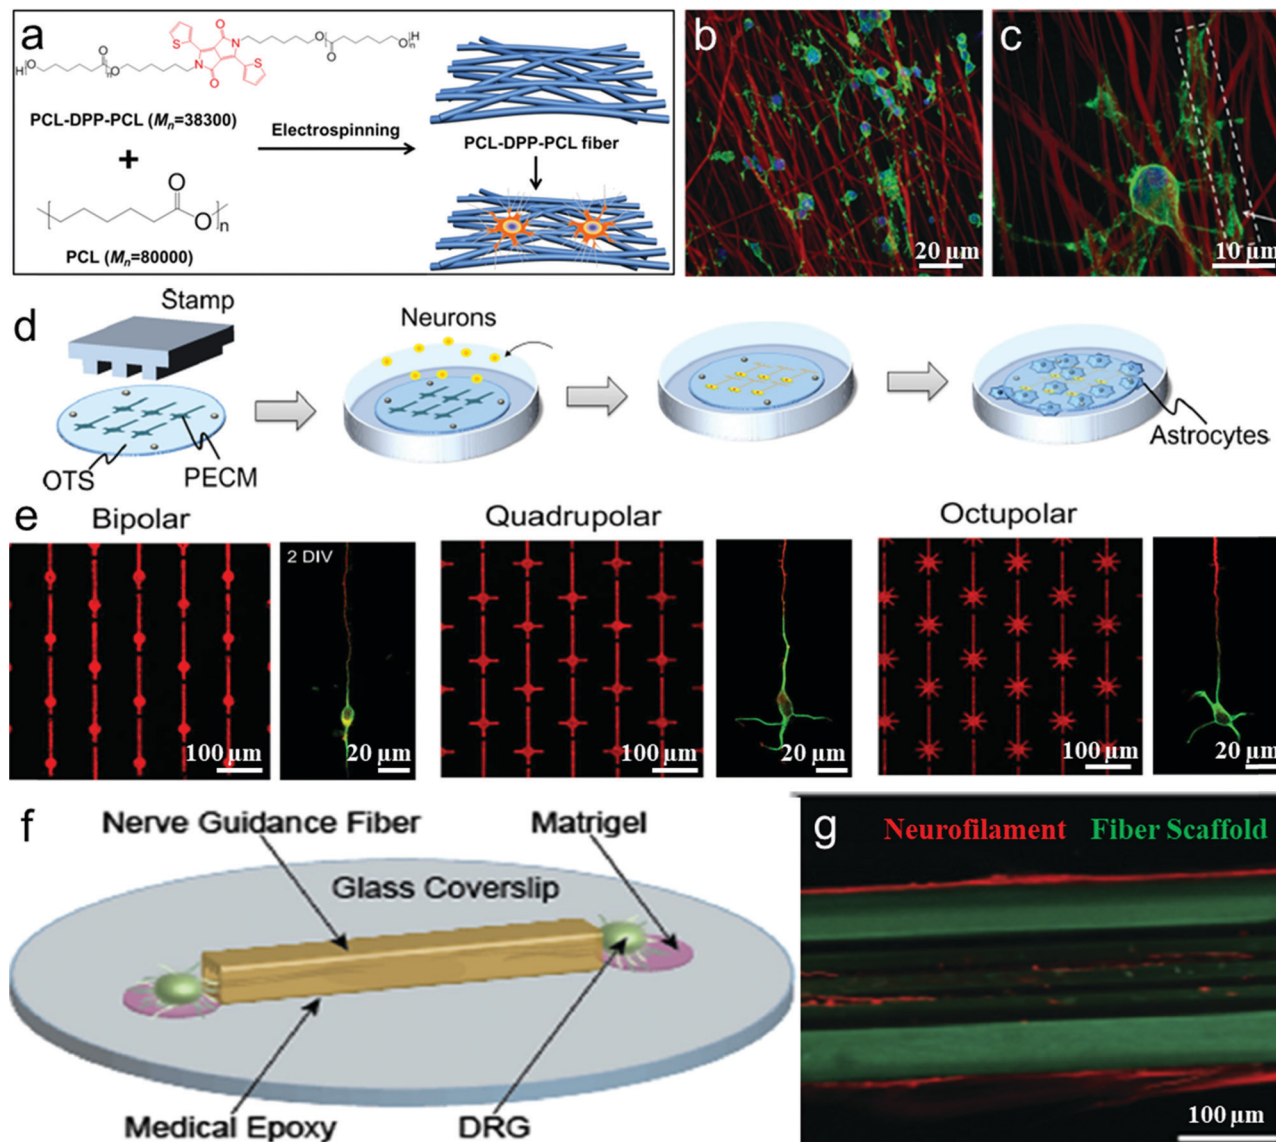 a
PCL-DPP-PCL (Mn=38300)
+
PCL (Mn=80000)
Electrospinning
PCL-DPP-PCL fiber
O
O
n
H
O
O
O
n
O
N
S
O
N
S
O
O
O
n
H
b
20 µm
c
10 µm
d
Stamp
OTS
PECM
Neurons
Astrocytes
e
Bipolar
100 µm
2 DIV
20 µm
Quadrupolar
100 µm
20 µm
Octupolar
100 µm
20 µm
f
Nerve Guidance Fiber
Matrigel
Glass Coverslip
Medical Epoxy
DRG
g
Neurofilament Fiber Scaffold
100 µm